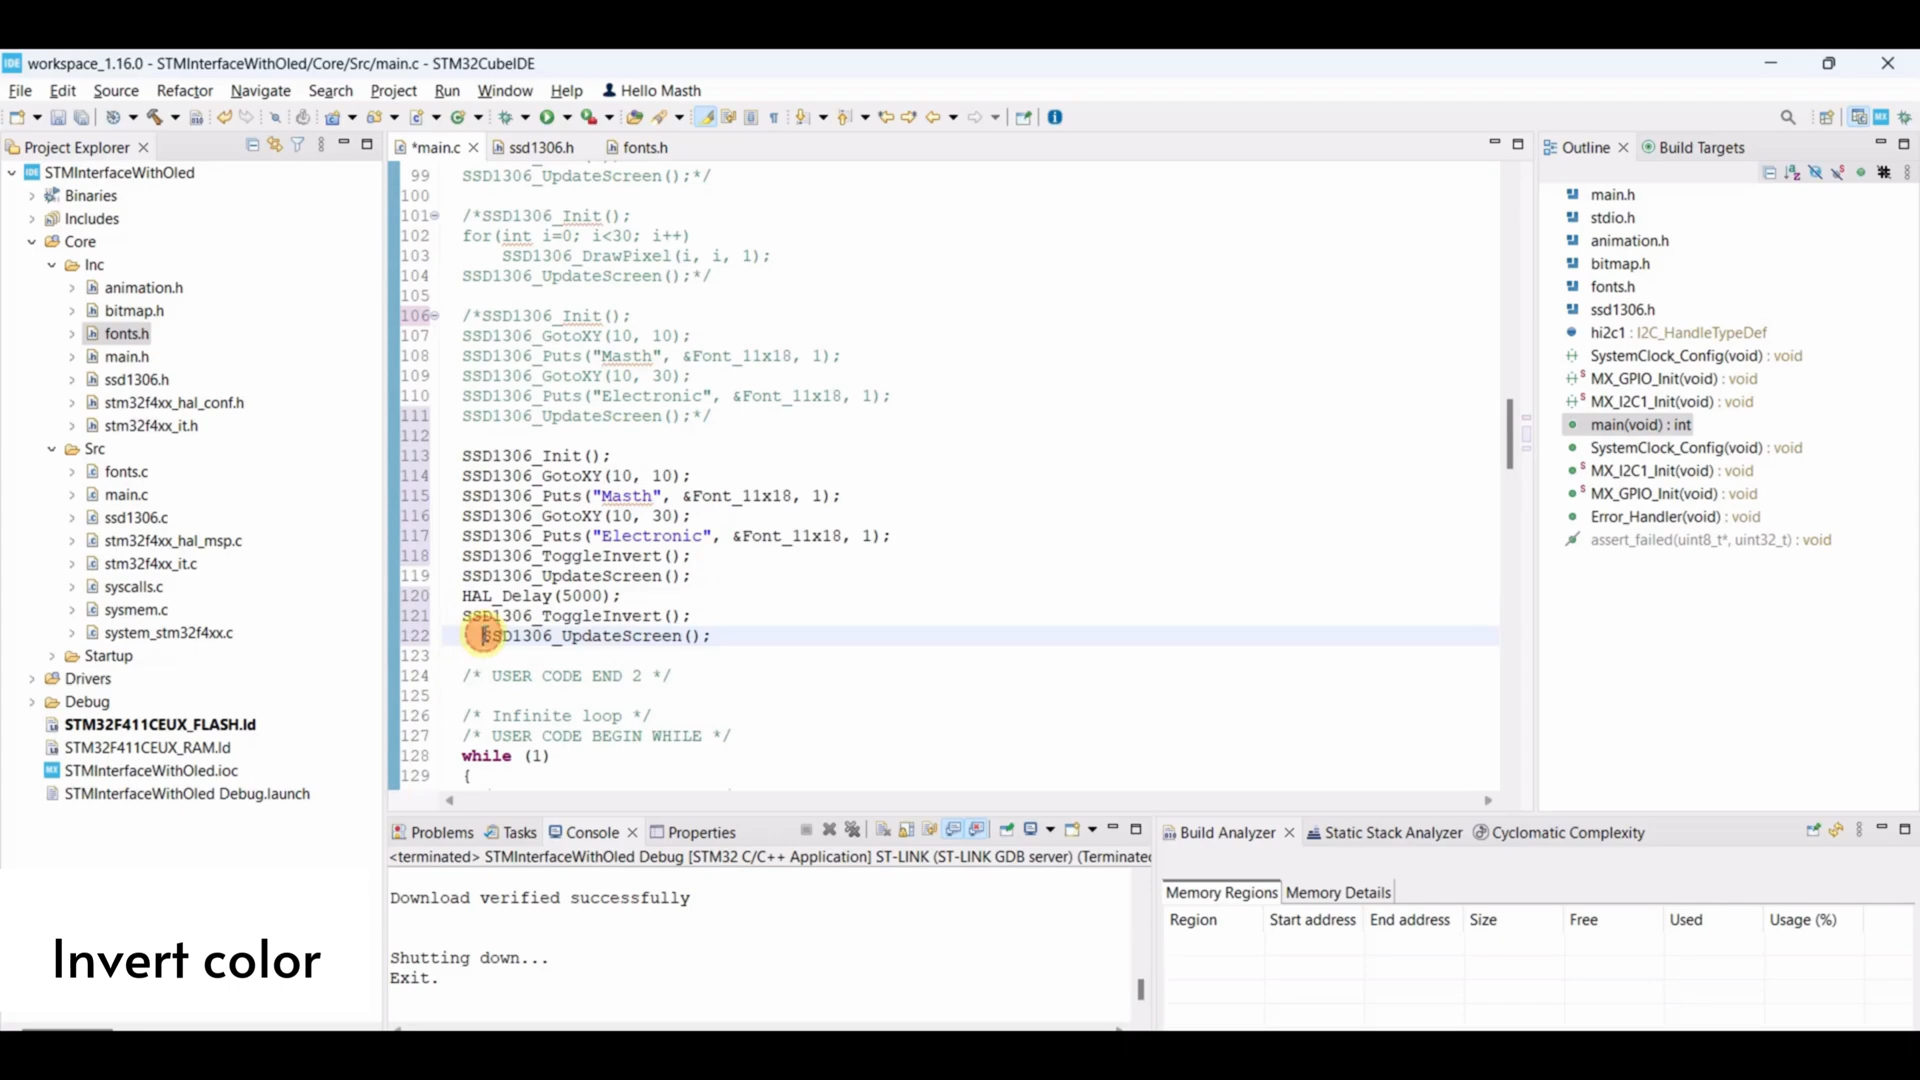 IDE workspace_1.16.0 - STMInterfaceWithOled/Core/Src/main.c - STM32CubeIDE
File Edit Source Refactor Navigate Search Project Run Window Help Hello Masth
Project Explorer
STMInterfaceWithOled
Binaries
Includes
Core
Inc
animation.h
bitmap.h
fonts.h
main.h
ssd1306.h
stm32f4xx_hal_conf.h
stm32f4xx_it.h
Src
fonts.c
main.c
ssd1306.c
stm32f4xx_hal_msp.c
stm32f4xx_it.c
syscalls.c
sysmem.c
system_stm32f4xx.c
Startup
Drivers
Debug
STM32F411CEUX_FLASH.ld
STM32F411CEUX_RAM.ld
STMInterfaceWithOled.ioc
STMInterfaceWithOled Debug.launch
*main.c ssd1306.h fonts.h
99 SSD1306_UpdateScreen();*/
100
101 /*SSD1306_Init();
102 for(int i=0; i<30; i++)
103 SSD1306_DrawPixel(i, i, 1);
104 SSD1306_UpdateScreen();*/
105
106 /*SSD1306_Init();
107 SSD1306_GotoXY(10, 10);
108 SSD1306_Puts("Masth", &Font_11x18, 1);
109 SSD1306_GotoXY(10, 30);
110 SSD1306_Puts("Electronic", &Font_11x18, 1);
111 SSD1306_UpdateScreen();*/
112
113 SSD1306_Init();
114 SSD1306_GotoXY(10, 10);
115 SSD1306_Puts("Masth", &Font_11x18, 1);
116 SSD1306_GotoXY(10, 30);
117 SSD1306_Puts("Electronic", &Font_11x18, 1);
118 SSD1306_ToggleInvert();
119 SSD1306_UpdateScreen();
120 HAL_Delay(5000);
121 SSD1306_ToggleInvert();
122 SSD1306_UpdateScreen();
123
124 /* USER CODE END 2 */
125
126 /* Infinite loop */
127 /* USER CODE BEGIN WHILE */
128 while (1)
129 {
Outline Build Targets
main.h
stdio.h
animation.h
bitmap.h
fonts.h
ssd1306.h
hi2c1 : I2C_HandleTypeDef
SystemClock_Config(void) : void
MX_GPIO_Init(void) : void
MX_I2C1_Init(void) : void
main(void) : int
SystemClock_Config(void) : void
MX_I2C1_Init(void) : void
MX_GPIO_Init(void) : void
Error_Handler(void) : void
assert_failed(uint8_t*, uint32_t) : void
Problems Tasks Console Properties
<terminated> STMInterfaceWithOled Debug [STM32 C/C++ Application] ST-LINK (ST-LINK GDB server) (Terminated
Download verified successfully
Shutting down...
Exit.
Build Analyzer Static Stack Analyzer Cyclomatic Complexity
Memory Regions Memory Details
Region Start address End address Size Free Used Usage (%)
Invert color